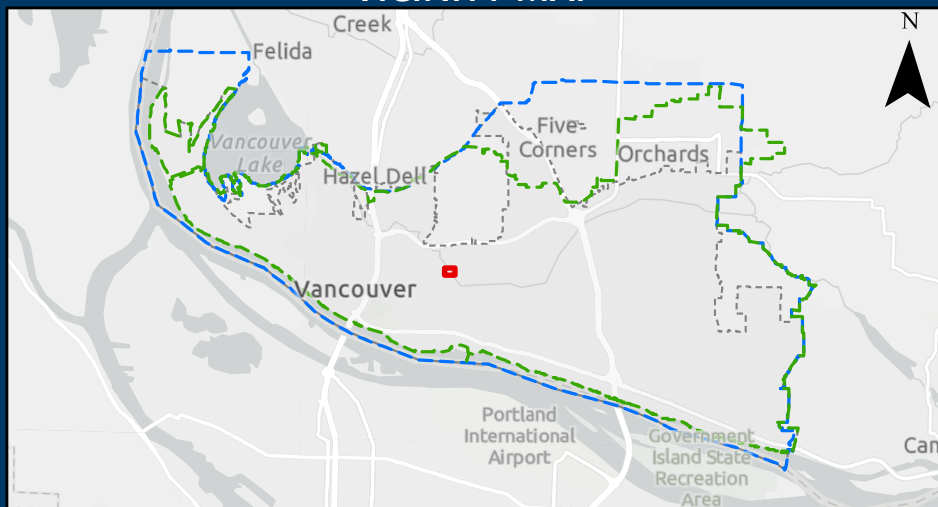 N
Creek
Felida
Vancouver
Lake
Five-
Corners
Orchards
Hazel Dell
Vancouver
Portland
International
Airport
Government
Island State
Recreation
Area